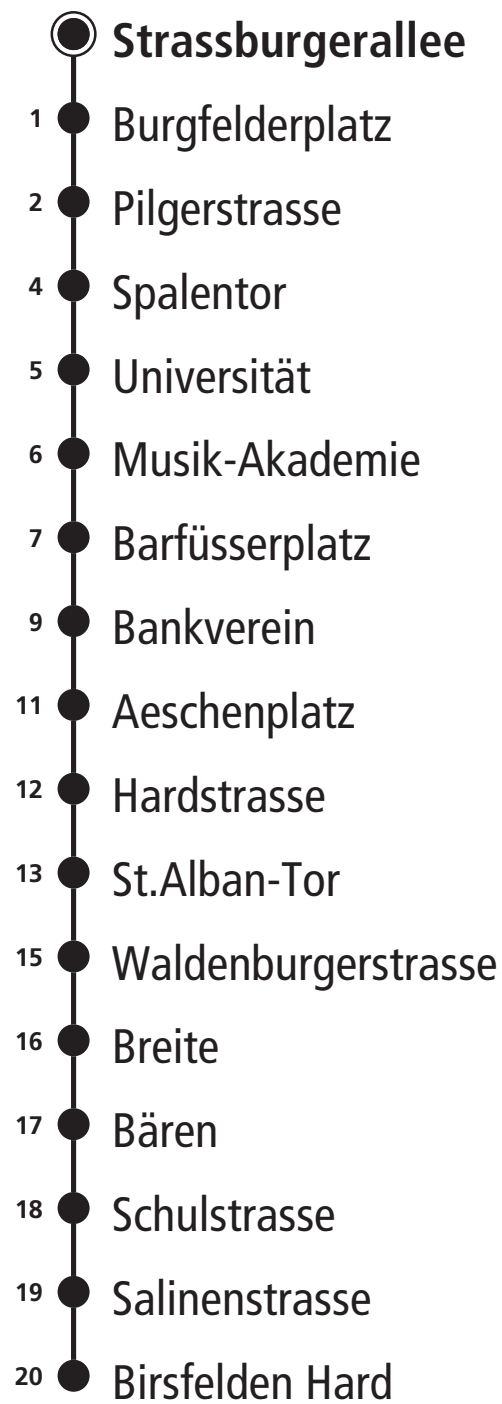 Strassburgerallee
1 Burgfelderplatz
2 Pilgerstrasse
4 Spalentor
5 Universität
6 Musik-Akademie
7 Barfüsserplatz
9 Bankverein
11 Aeschenplatz
12 Hardstrasse
13 St.Alban-Tor
15 Waldenburgerstrasse
16 Breite
17 Bären
18 Schulstrasse
19 Salinenstrasse
20 Birsfelden Hard